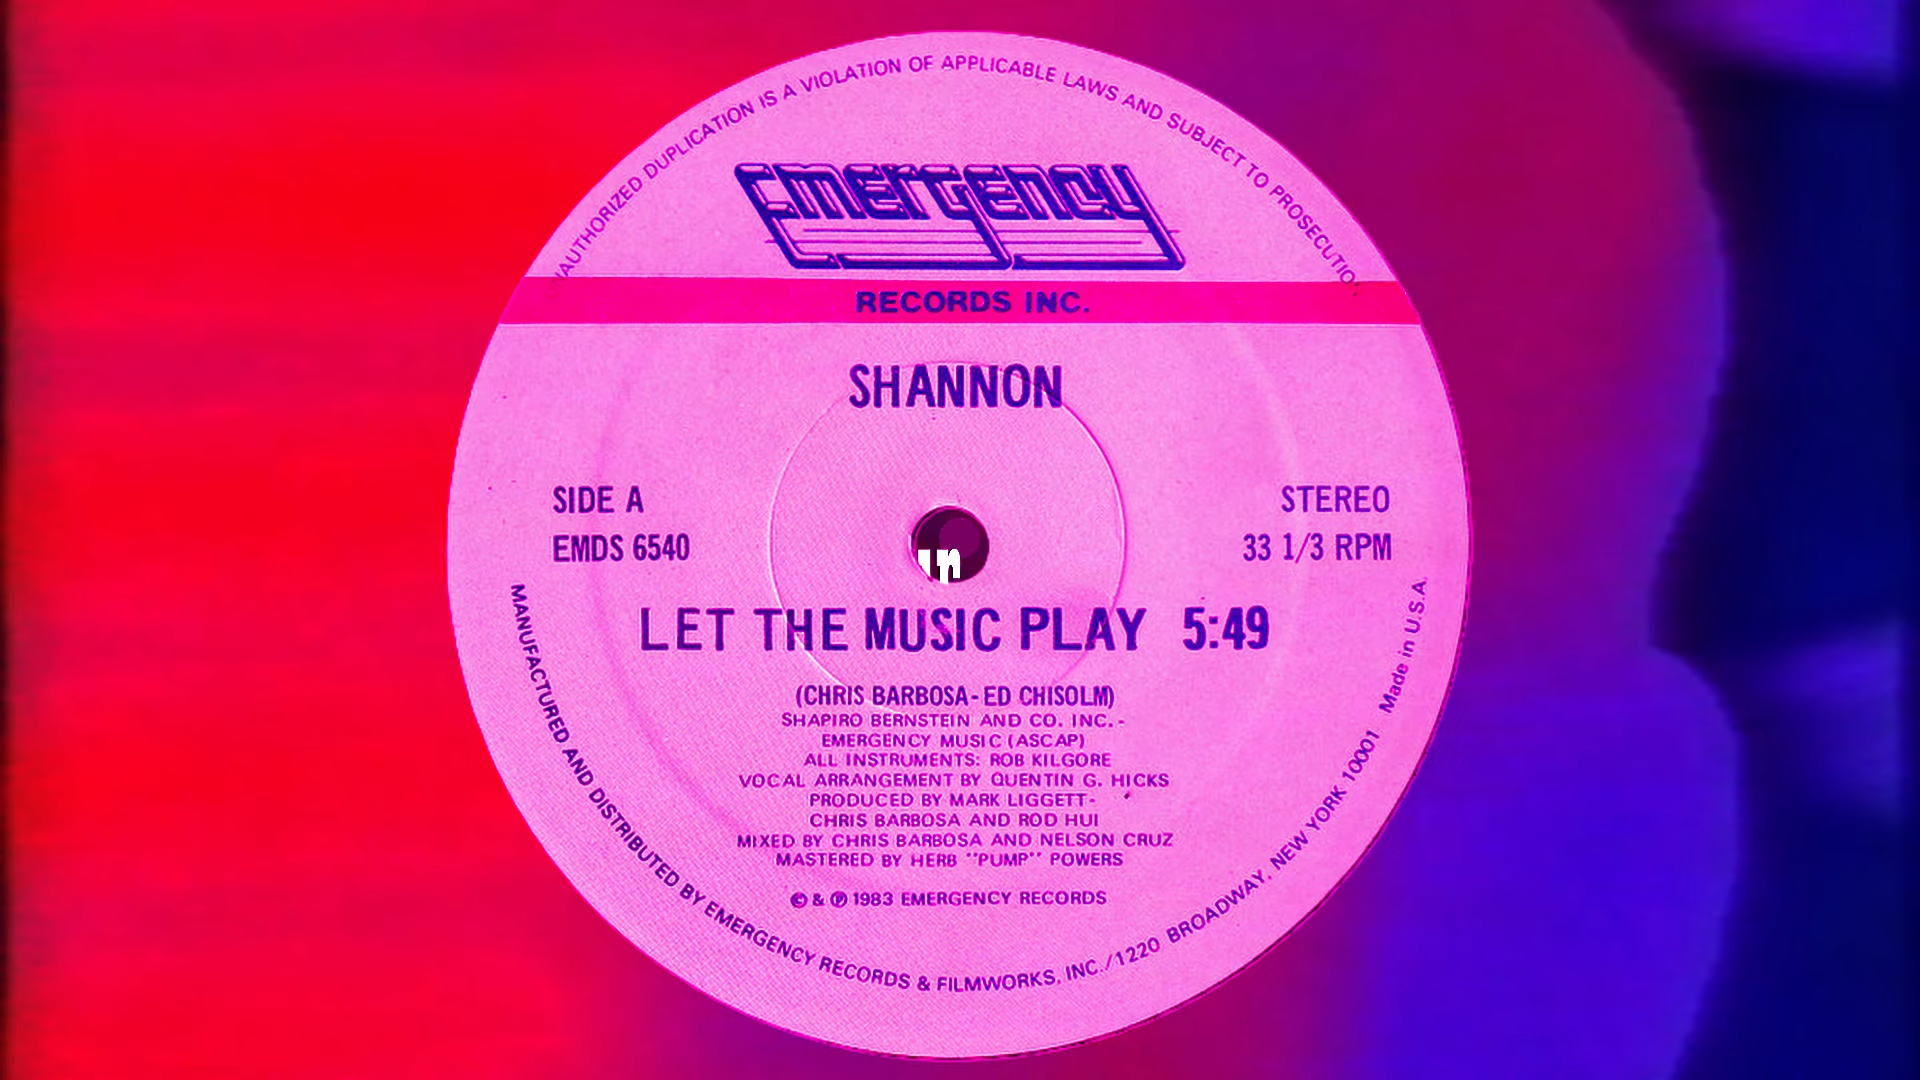 UNAUTHORIZED DUPLICATION IS A VIOLATION OF APPLICABLE LAWS AND SUBJECT TO PROSECUTION
Emergency
RECORDS INC.
SHANNON
SIDE A
STEREO
EMDS 6540
33 1/3 RPM
LET THE MUSIC PLAY 5:49
(CHRIS BARBOSA-ED CHISOLM)
SHAPIRO BERNSTEIN AND CO. INC.-
EMERGENCY MUSIC (ASCAP)
ALL INSTRUMENTS: ROB KILGORE
VOCAL ARRANGEMENT BY QUENTIN G. HICKS
PRODUCED BY MARK LIGGETT-
CHRIS BARBOSA AND ROD HUI
MIXED BY CHRIS BARBOSA AND NELSON CRUZ
MASTERED BY HERB "PUMP" POWERS
© & ℗ 1983 EMERGENCY RECORDS
MANUFACTURED AND DISTRIBUTED BY EMERGENCY RECORDS & FILMWORKS, INC./1220 BROADWAY, NEW YORK 10001 Made in U.S.A.